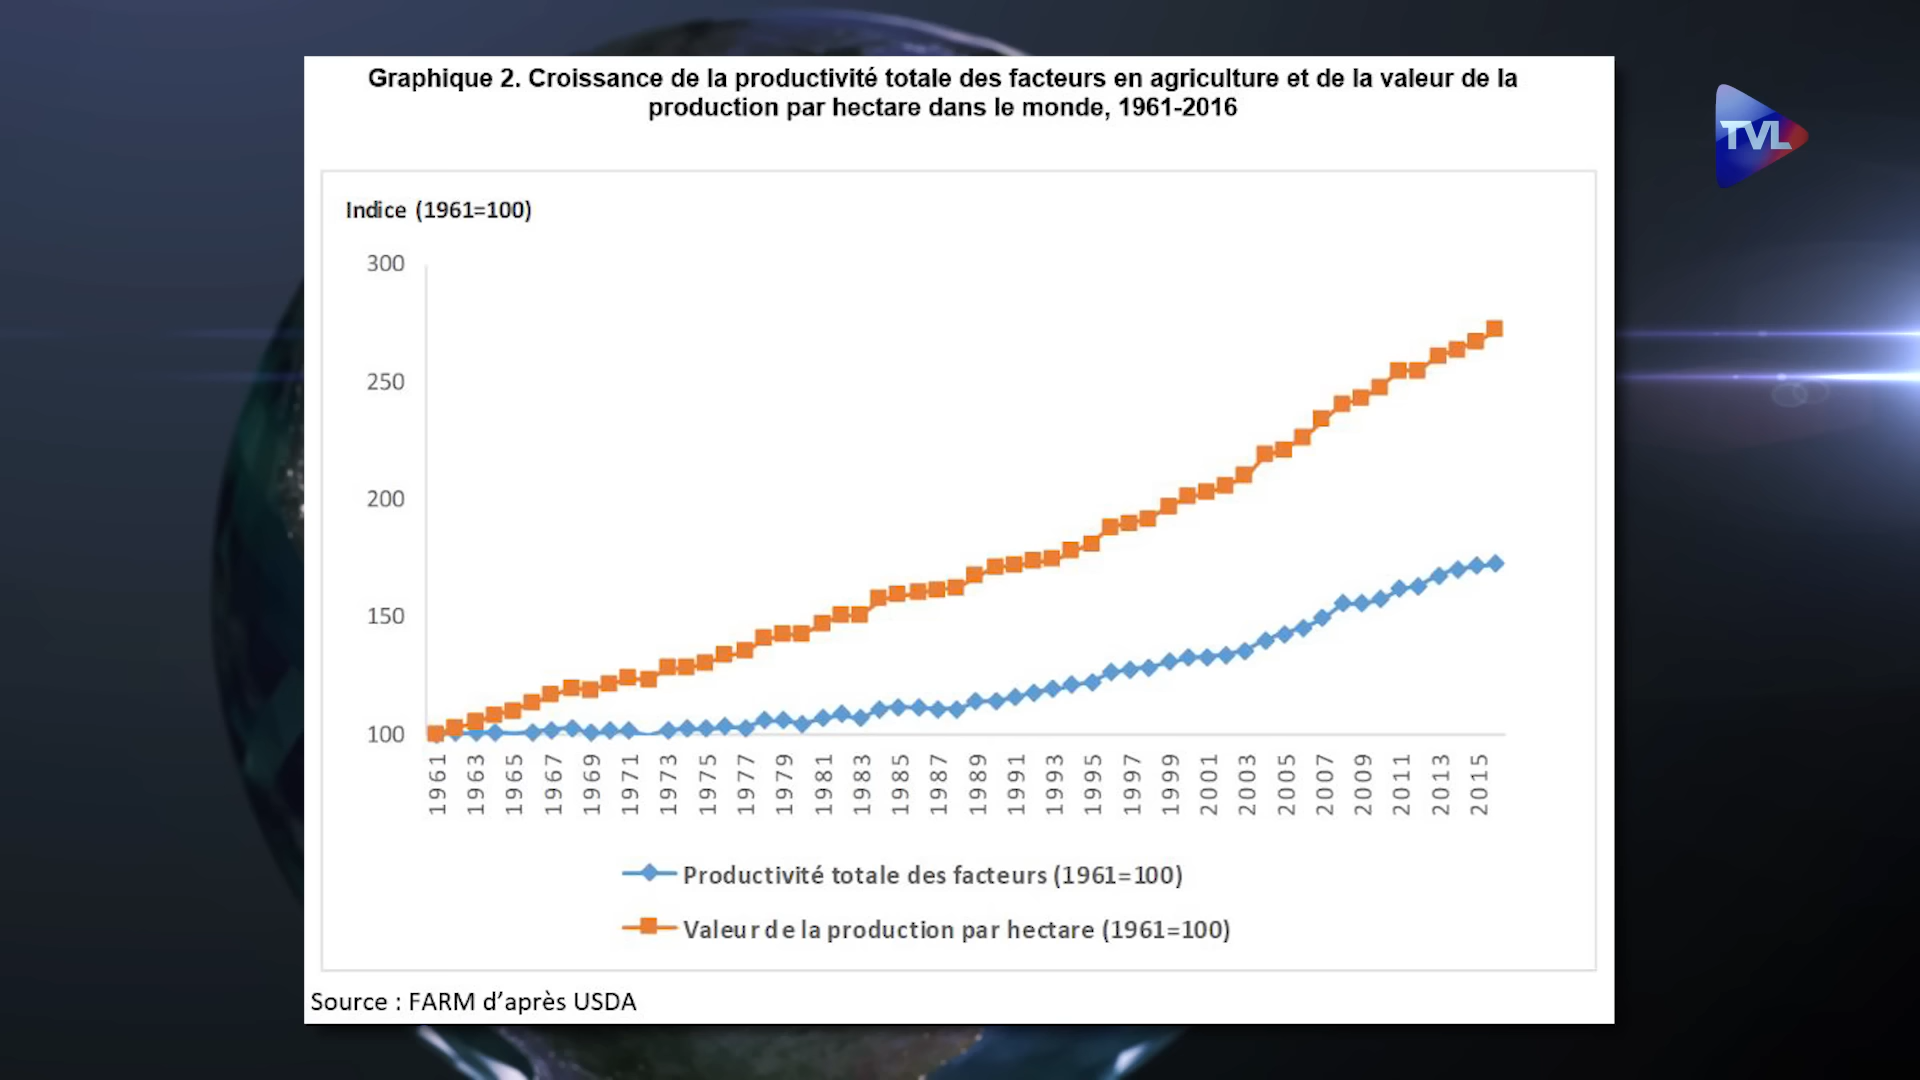 Graphique 2. Croissance de la productivité totale des facteurs en agriculture et de la valeur de la
production par hectare dans le monde, 1961-2016
TVL
Indice (1961=100)
300
250
200
150
100
1961 1963 1965 1967 1969 1971 1973 1975 1977 1979 1981 1983 1985 1987 1989 1991 1993 1995 1997 1999 2001 2003 2005 2007 2009 2011 2013 2015
Productivité totale des facteurs (1961=100)
Valeur de la production par hectare (1961=100)
Source : FARM d’après USDA